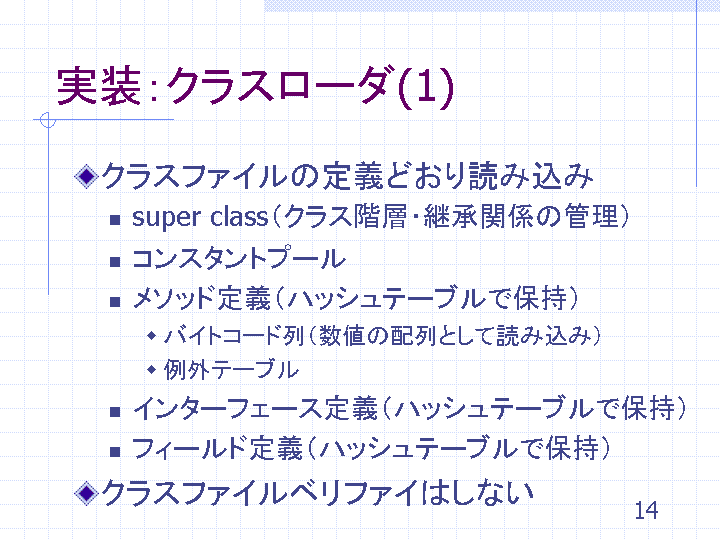 実装：クラスローダ(1)
クラスファイルの定義どおり読み込み
super class（クラス階層・継承関係の管理）
コンスタントプール
メソッド定義（ハッシュテーブルで保持）
バイトコード列（数値の配列として読み込み）
例外テーブル
インターフェース定義（ハッシュテーブルで保持）
フィールド定義（ハッシュテーブルで保持）
クラスファイルベリファイはしない
14